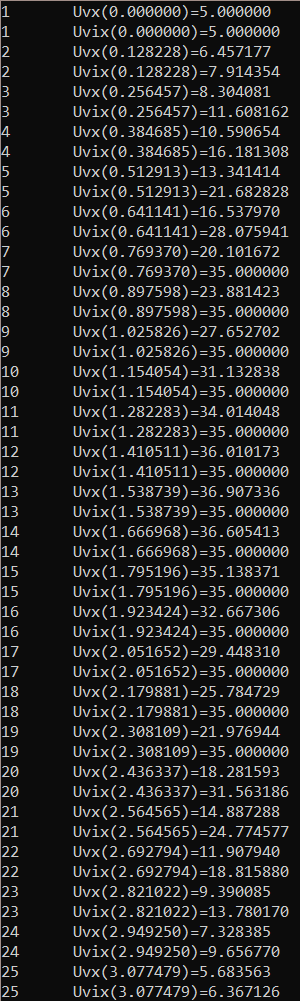 1 Uvx(0.000000)=5.000000
1 Uvix(0.000000)=5.000000
2 Uvx(0.128228)=6.457177
2 Uvix(0.128228)=7.914354
3 Uvx(0.256457)=8.304081
3 Uvix(0.256457)=11.608162
4 Uvx(0.384685)=10.590654
4 Uvix(0.384685)=16.181308
5 Uvx(0.512913)=13.341414
5 Uvix(0.512913)=21.682828
6 Uvx(0.641141)=16.537970
6 Uvix(0.641141)=28.075941
7 Uvx(0.769370)=20.101672
7 Uvix(0.769370)=35.000000
8 Uvx(0.897598)=23.881423
8 Uvix(0.897598)=35.000000
9 Uvx(1.025826)=27.652702
9 Uvix(1.025826)=35.000000
10 Uvx(1.154054)=31.132838
10 Uvix(1.154054)=35.000000
11 Uvx(1.282283)=34.014048
11 Uvix(1.282283)=35.000000
12 Uvx(1.410511)=36.010173
12 Uvix(1.410511)=35.000000
13 Uvx(1.538739)=36.907336
13 Uvix(1.538739)=35.000000
14 Uvx(1.666968)=36.605413
14 Uvix(1.666968)=35.000000
15 Uvx(1.795196)=35.138371
15 Uvix(1.795196)=35.000000
16 Uvx(1.923424)=32.667306
16 Uvix(1.923424)=35.000000
17 Uvx(2.051652)=29.448310
17 Uvix(2.051652)=35.000000
18 Uvx(2.179881)=25.784729
18 Uvix(2.179881)=35.000000
19 Uvx(2.308109)=21.976944
19 Uvix(2.308109)=35.000000
20 Uvx(2.436337)=18.281593
20 Uvix(2.436337)=31.563186
21 Uvx(2.564565)=14.887288
21 Uvix(2.564565)=24.774577
22 Uvx(2.692794)=11.907940
22 Uvix(2.692794)=18.815880
23 Uvx(2.821022)=9.390085
23 Uvix(2.821022)=13.780170
24 Uvx(2.949250)=7.328385
24 Uvix(2.949250)=9.656770
25 Uvx(3.077479)=5.683563
25 Uvix(3.077479)=6.367126